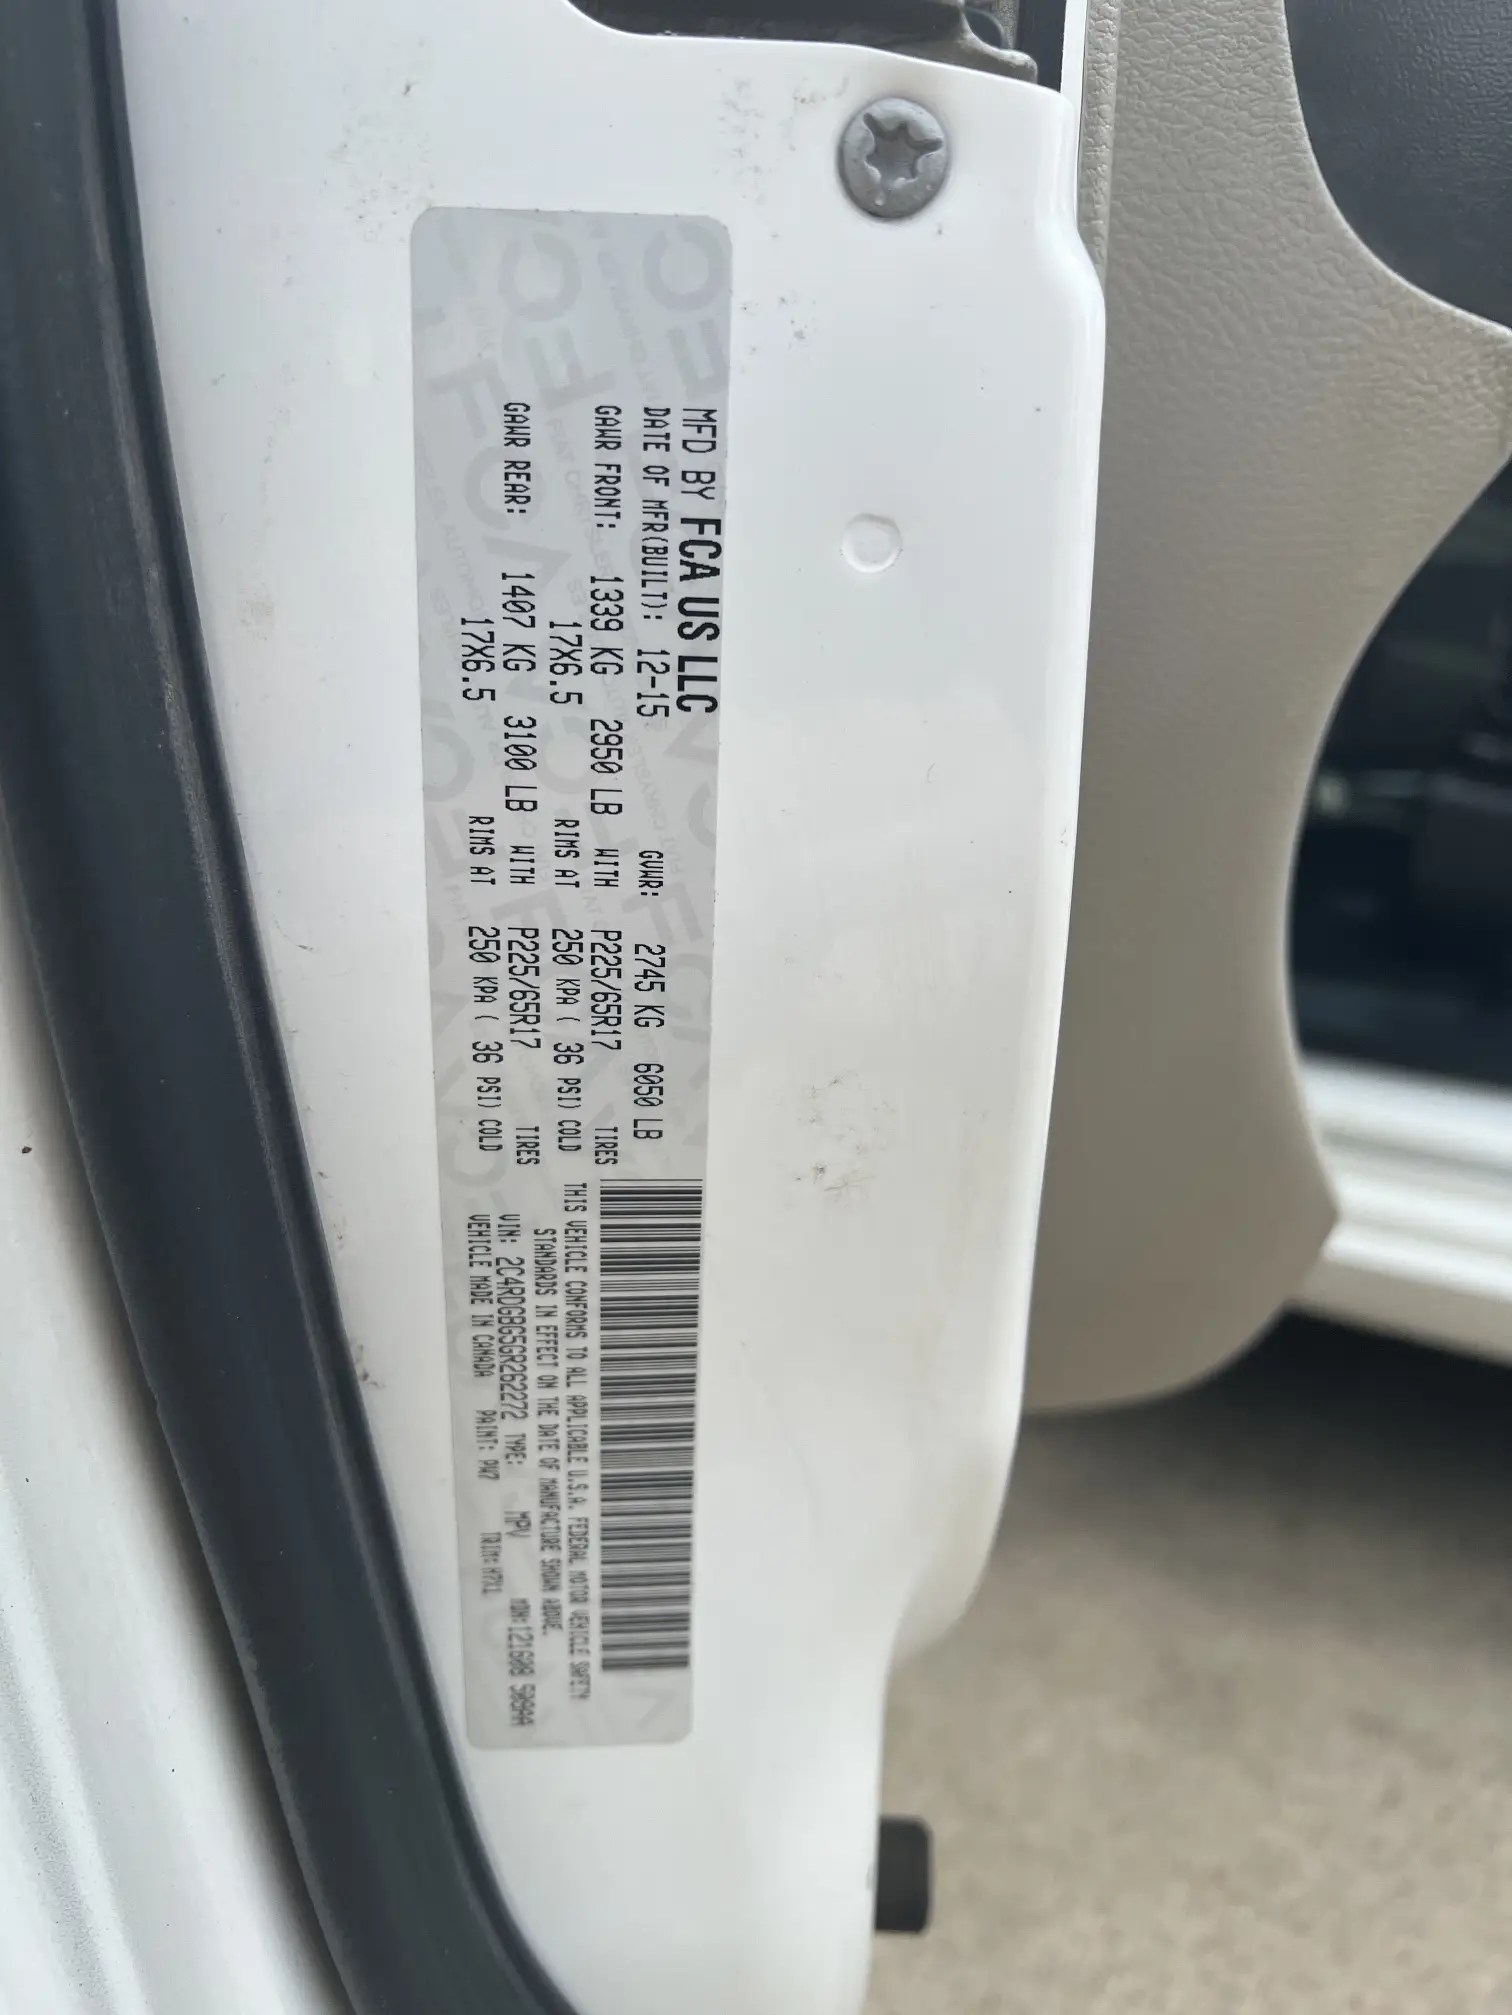 MFD BY FCA US LLC
DATE OF MFR(BUILT): 12-15 GVWR: 2745 KG 6050 LB
GAWR FRONT: 1339 KG 2950 LB WITH P225/65R17 TIRES
17X6.5 RIMS AT 250 KPA ( 36 PSI) COLD
GAWR REAR: 1407 KG 3100 LB WITH P225/65R17 TIRES
17X6.5 RIMS AT 250 KPA ( 36 PSI) COLD
THIS VEHICLE CONFORMS TO ALL APPLICABLE U.S.A. FEDERAL MOTOR VEHICLE SAFETY
STANDARDS IN EFFECT ON THE DATE OF MANUFACTURE SHOWN ABOVE.
VIN: 2C4RDGBG5GR262272 TYPE: MPV MDH:121608 509AA
VEHICLE MADE IN CANADA PAINT: PW7 TRIM: